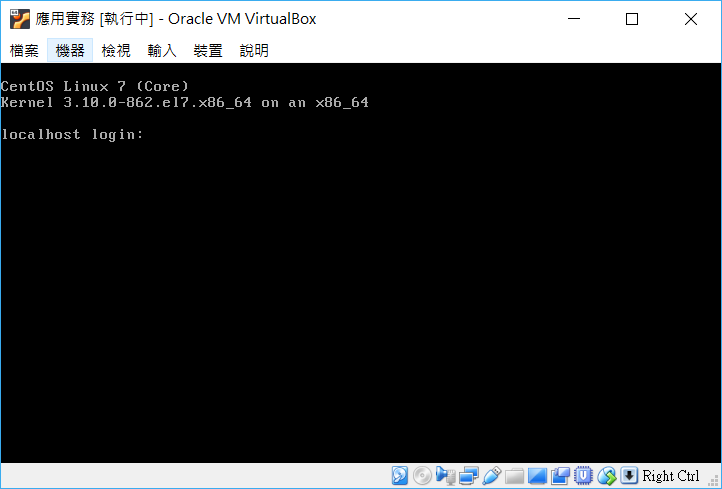 應用實務 [執行中] - Oracle VM VirtualBox
檔案 機器 檢視 輸入 裝置 說明
CentOS Linux 7 (Core)
Kernel 3.10.0-862.el7.x86_64 on an x86_64
localhost login:
Right Ctrl